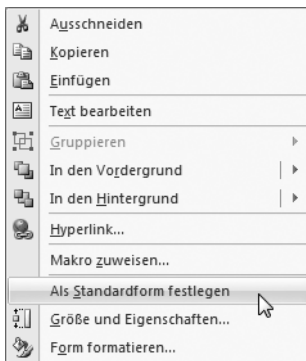 Ausschneiden
Kopieren
Einfügen
Text bearbeiten
Gruppieren
In den Vordergrund
In den Hintergrund
Hyperlink...
Makro zuweisen...
Als Standardform festlegen
Größe und Eigenschaften...
Form formatieren...